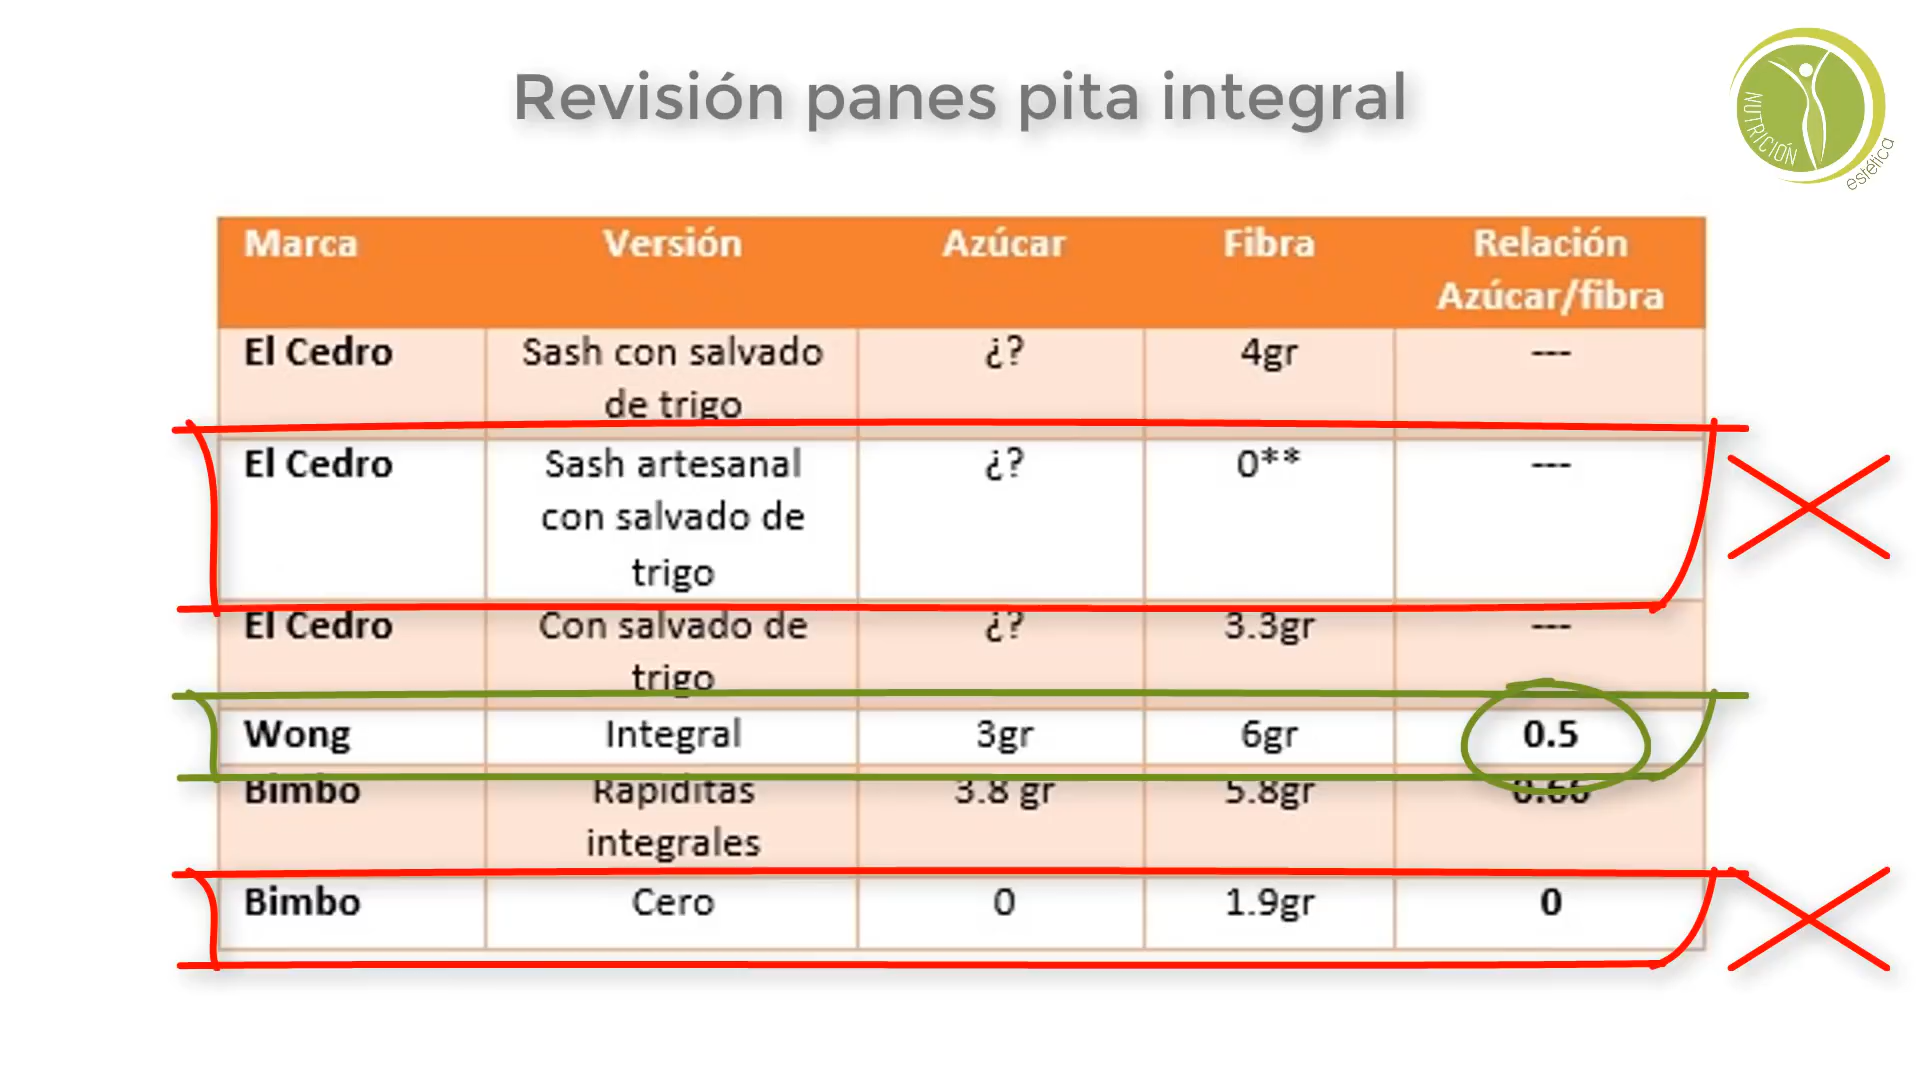 Revisión panes pita integral
NUTRICIÓN
estética
Marca Versión Azúcar Fibra Relación
Azúcar/fibra
El Cedro Sash con salvado ¿? 4gr ---
de trigo
El Cedro Sash artesanal ¿? 0** ---
con salvado de
trigo
El Cedro Con salvado de ¿? 3.3gr ---
trigo
Wong Integral 3gr 6gr 0.5
Bimbo Rapiditas 3.8 gr 5.8gr 0.66
integrales
Bimbo Cero 0 1.9gr 0